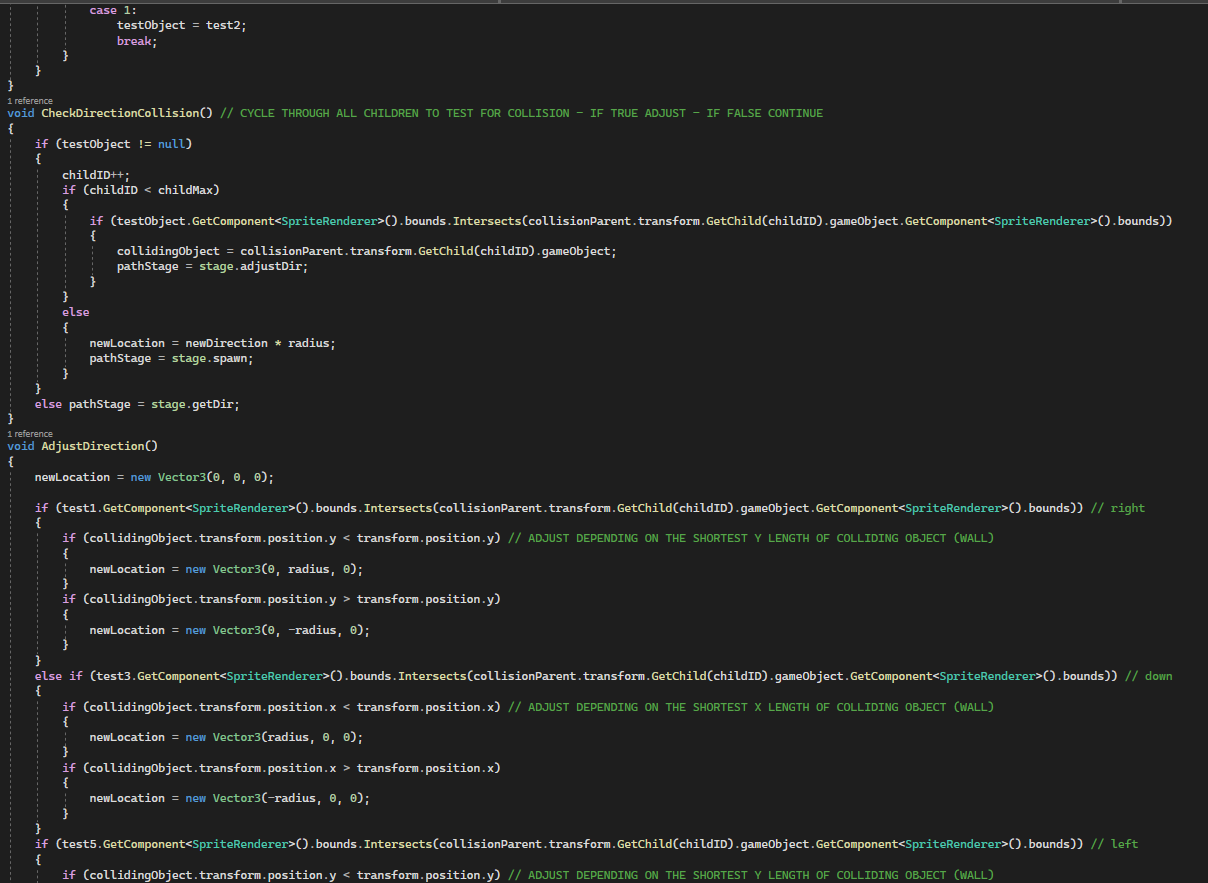 case 1:
testObject = test2;
break;
}
}
}
1 reference
void CheckDirectionCollision() // CYCLE THROUGH ALL CHILDREN TO TEST FOR COLLISION - IF TRUE ADJUST - IF FALSE CONTINUE
{
if (testObject != null)
{
childID++;
if (childID < childMax)
{
if (testObject.GetComponent<SpriteRenderer>().bounds.Intersects(collisionParent.transform.GetChild(childID).gameObject.GetComponent<SpriteRenderer>().bounds))
{
collidingObject = collisionParent.transform.GetChild(childID).gameObject;
pathStage = stage.adjustDir;
}
}
else
{
newLocation = newDirection * radius;
pathStage = stage.spawn;
}
}
else pathStage = stage.getDir;
}
1 reference
void AdjustDirection()
{
newLocation = new Vector3(0, 0, 0);
if (test1.GetComponent<SpriteRenderer>().bounds.Intersects(collisionParent.transform.GetChild(childID).gameObject.GetComponent<SpriteRenderer>().bounds)) // right
{
if (collidingObject.transform.position.y < transform.position.y) // ADJUST DEPENDING ON THE SHORTEST Y LENGTH OF COLLIDING OBJECT (WALL)
{
newLocation = new Vector3(0, radius, 0);
}
if (collidingObject.transform.position.y > transform.position.y)
{
newLocation = new Vector3(0, -radius, 0);
}
}
else if (test3.GetComponent<SpriteRenderer>().bounds.Intersects(collisionParent.transform.GetChild(childID).gameObject.GetComponent<SpriteRenderer>().bounds)) // down
{
if (collidingObject.transform.position.x < transform.position.x) // ADJUST DEPENDING ON THE SHORTEST X LENGTH OF COLLIDING OBJECT (WALL)
{
newLocation = new Vector3(radius, 0, 0);
}
if (collidingObject.transform.position.x > transform.position.x)
{
newLocation = new Vector3(-radius, 0, 0);
}
}
if (test5.GetComponent<SpriteRenderer>().bounds.Intersects(collisionParent.transform.GetChild(childID).gameObject.GetComponent<SpriteRenderer>().bounds)) // left
{
if (collidingObject.transform.position.y < transform.position.y) // ADJUST DEPENDING ON THE SHORTEST Y LENGTH OF COLLIDING OBJECT (WALL)